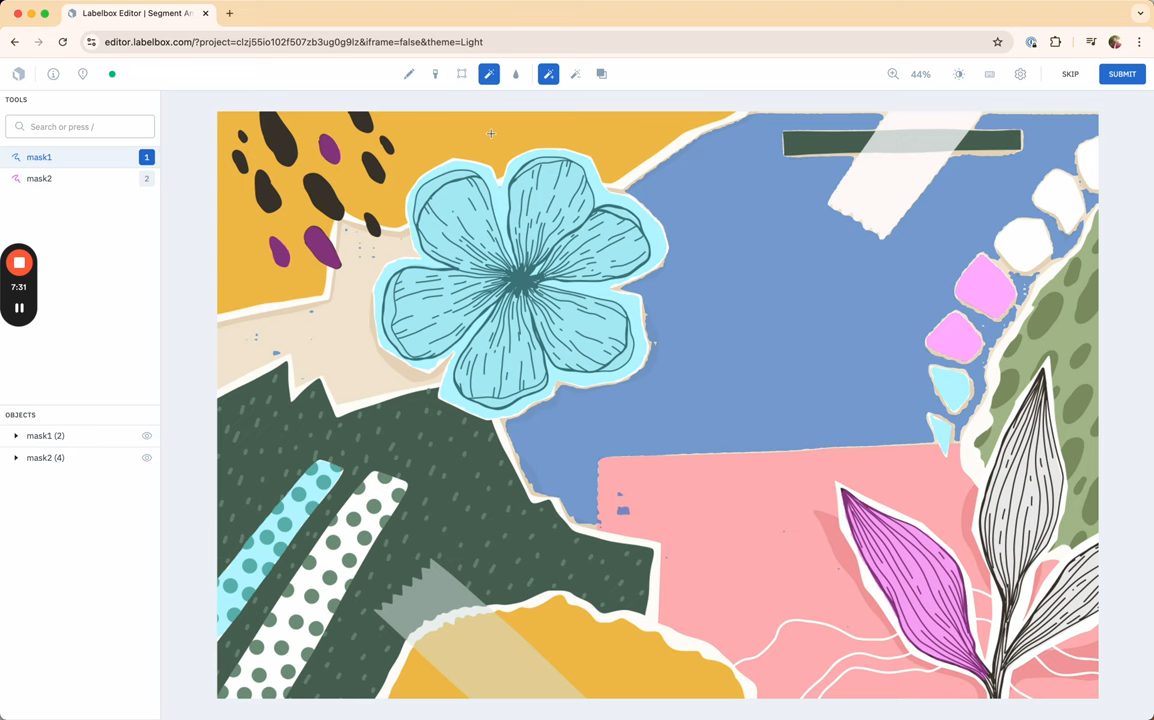 Labelbox Editor | Segment An
editor.labelbox.com/?project=clzj55io102f507zb3ug0g9lz&iframe=false&theme=Light
44%
SKIP
SUBMIT
TOOLS
Search or press /
mask1
1
mask2
2
7:31
OBJECTS
mask1 (2)
mask2 (4)